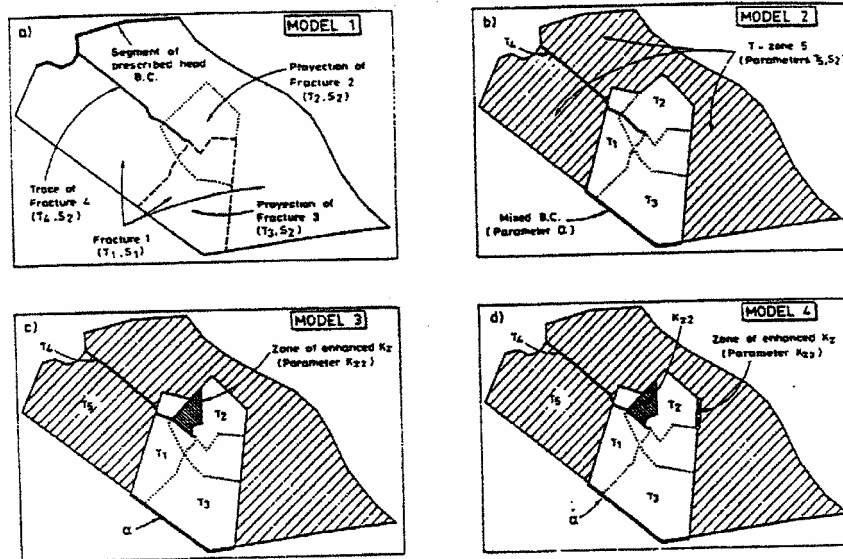 a)
MODEL 1
Segment of
prescribed head
B.C.
Proyection of
Fracture 2
(T2,S2)
Trace of
Fracture 4
(T4,S2)
Fracture 1
(T1,S1)
Proyection of
Fracture 3
(T3,S2)
b)
MODEL 2
T4
T-zone 5
(Parameters T5,S2)
T2
T1
T3
Mixed B.C.
(Parameter α)
c)
MODEL 3
T4
Zone of enhanced Kz
(Parameter Kz2)
T5
T2
T1
T3
α
d)
MODEL 4
Kz2
T4
Zone of enhanced Kz
T5
T2
T1
T3
α